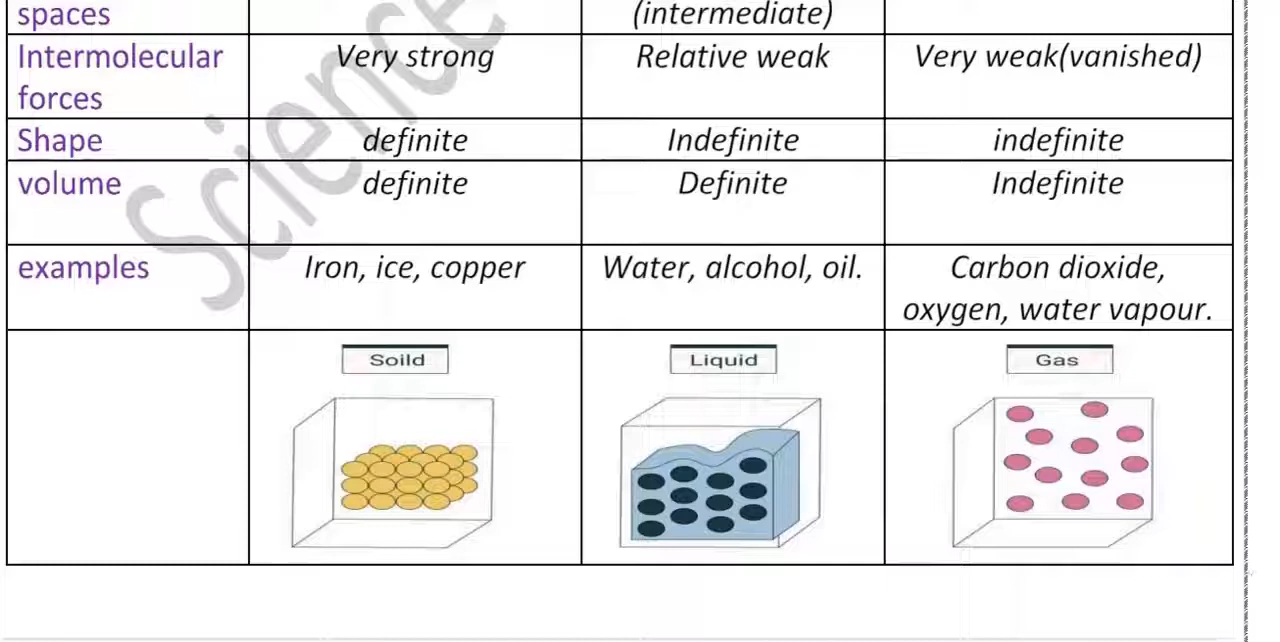 spaces
(intermediate)
Intermolecular
forces
Very strong
Relative weak
Very weak(vanished)
Shape
definite
Indefinite
indefinite
volume
definite
Definite
Indefinite
examples
Iron, ice, copper
Water, alcohol, oil.
Carbon dioxide,
oxygen, water vapour.
Soild
Liquid
Gas
Science